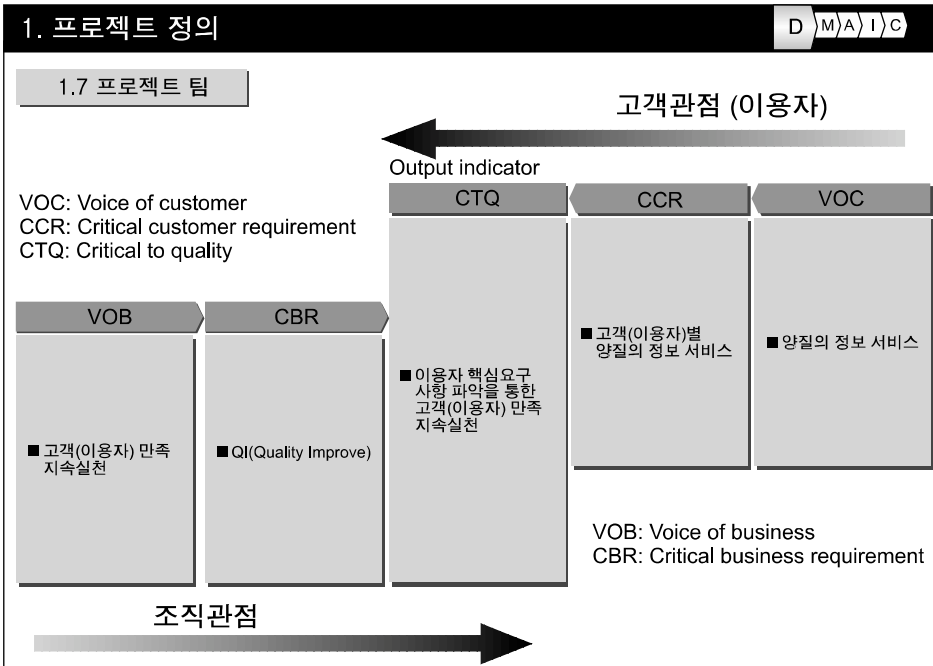 1. 프로젝트 정의
D M A I C
1.7 프로젝트 팀
고객관점 (이용자)
Output indicator
VOC: Voice of customer
CCR: Critical customer requirement
CTQ: Critical to quality
CTQ
CCR
VOC
VOB
CBR
■ 고객(이용자) 만족
지속실천
■ QI(Quality Improve)
■ 이용자 핵심요구
사항 파악을 통한
고객(이용자) 만족
지속실천
■ 고객(이용자)별
양질의 정보 서비스
■ 양질의 정보 서비스
VOB: Voice of business
CBR: Critical business requirement
조직관점